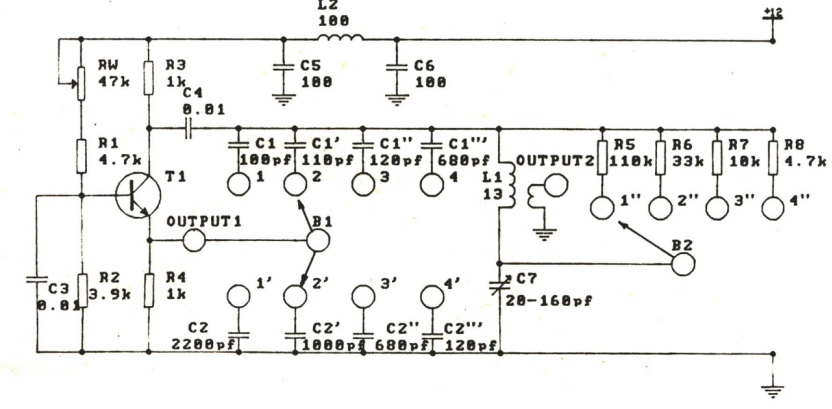 L2
100
+12
RW
47k
R3
1k
C4
0.01
C5
100
C6
100
R1
4.7k
T1
C1
100pf
C1'
110pf
C1"
120pf
C1"'
680pf
L1
13
OUTPUT2
R5
110k
R6
33k
R7
10k
R8
4.7k
1
2
3
4
1"
2"
3"
4"
OUTPUT1
B1
B2
C3
0.01
R2
3.9k
R4
1k
1'
2'
3'
4'
C7
20-160pf
C2
2200pf
C2'
1000pf
C2"
680pf
C2"'
120pf